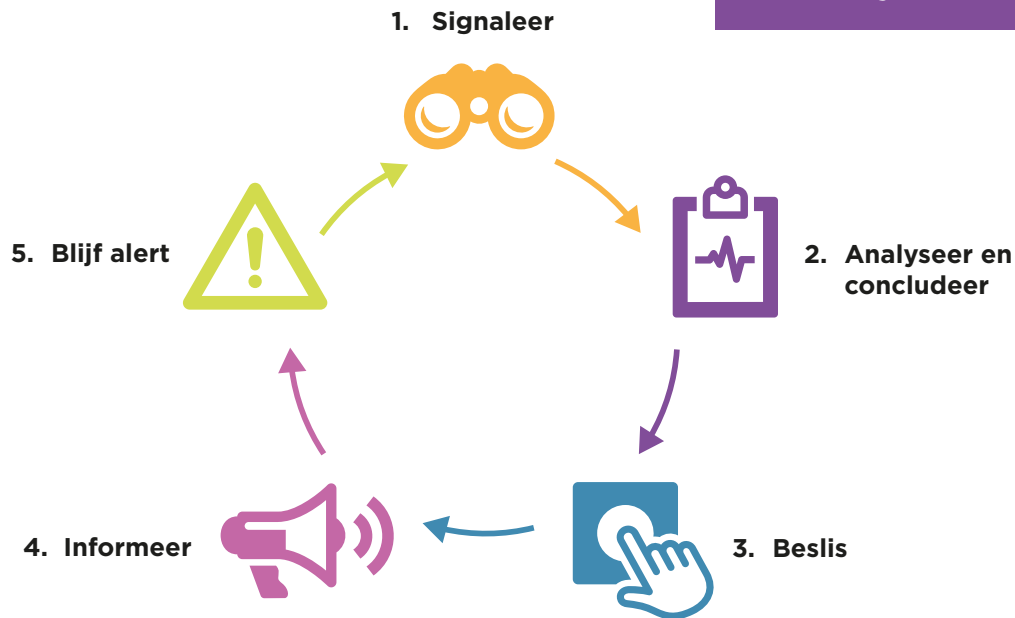 1. Signaleer
2. Analyseer en
concludeer
3. Beslis
4. Informeer
5. Blijf alert